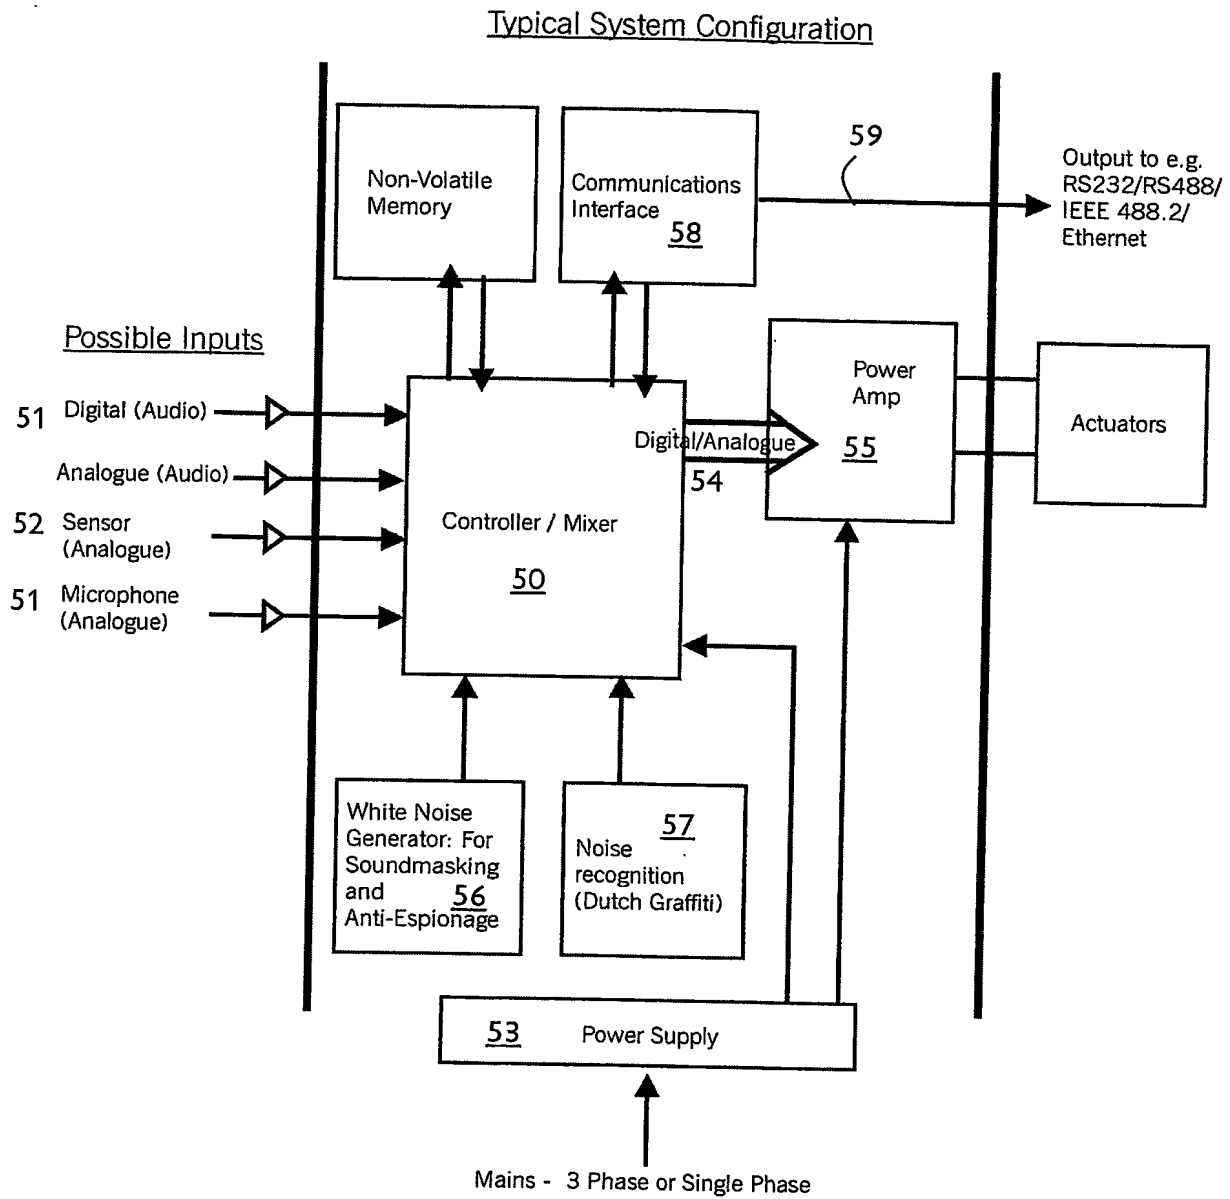 Typical System Configuration
59
Output to e.g.
RS232/RS488/
IEEE 488.2/
Ethernet
Non-Volatile
Memory
Communications
Interface
58
Possible Inputs
51
Digital (Audio)
Analogue (Audio)
52
Sensor
(Analogue)
51
Microphone
(Analogue)
Controller / Mixer
50
Digital/Analogue
54
Power
Amp
55
Actuators
White Noise
Generator: For
Soundmasking
and
56
Anti-Espionage
57
Noise
recognition
(Dutch Graffiti)
53 Power Supply
Mains - 3 Phase or Single Phase